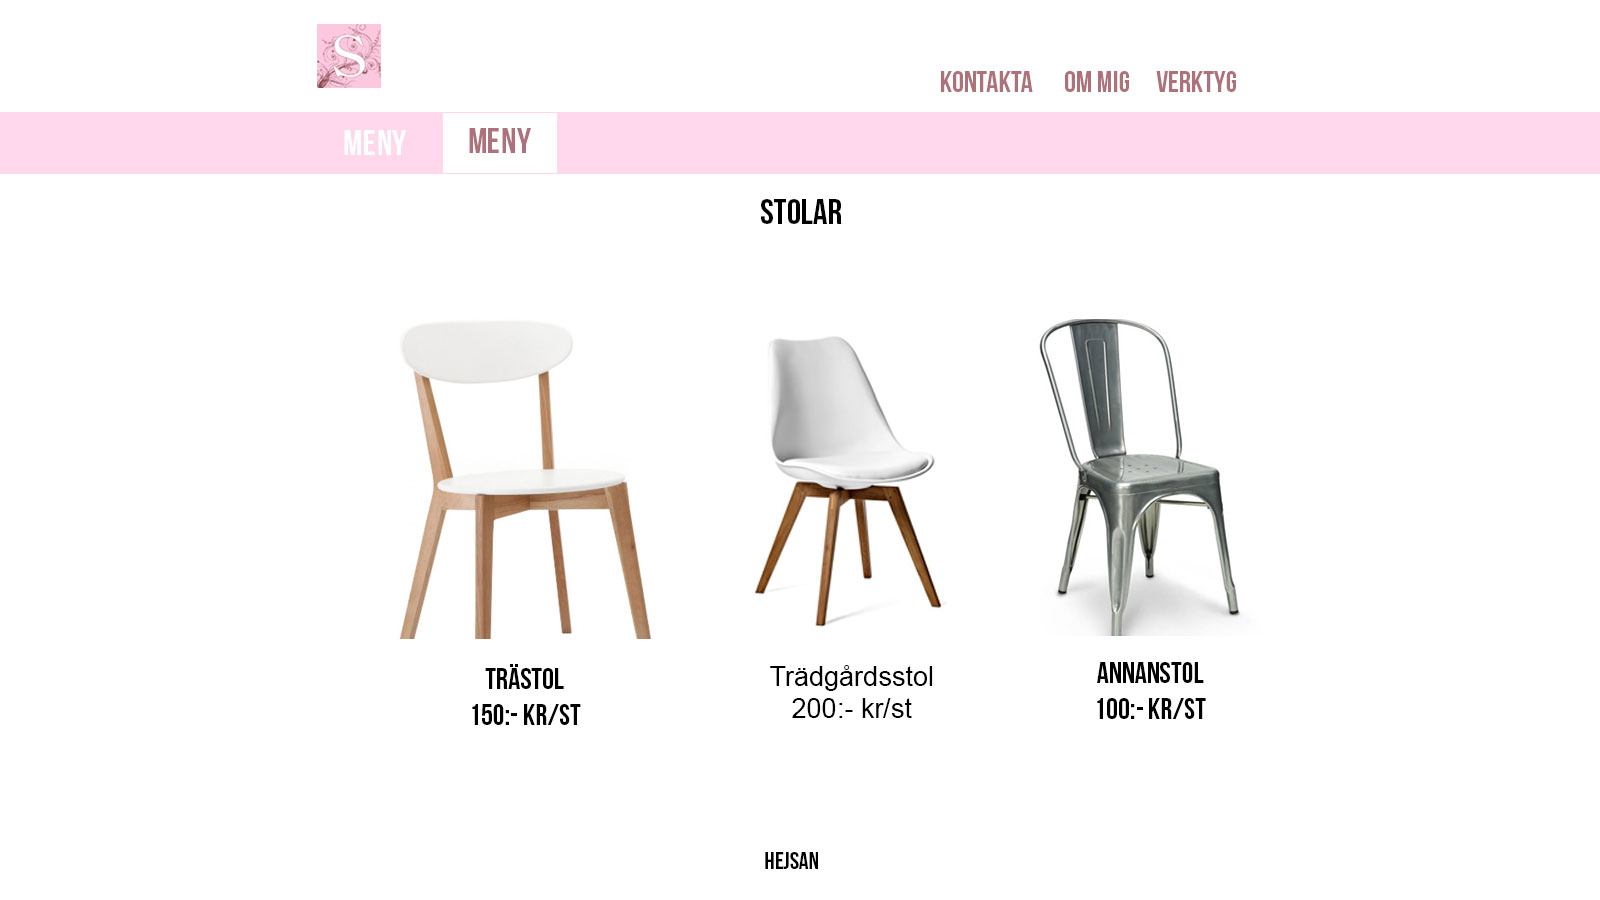 S
KONTAKTA OM MIG VERKTYG
MENY MENY
STOLAR
TRÄSTOL
150:- KR/ST
Trädgårdsstol
200:- kr/st
ANNANSTOL
100:- KR/ST
HEJSAN